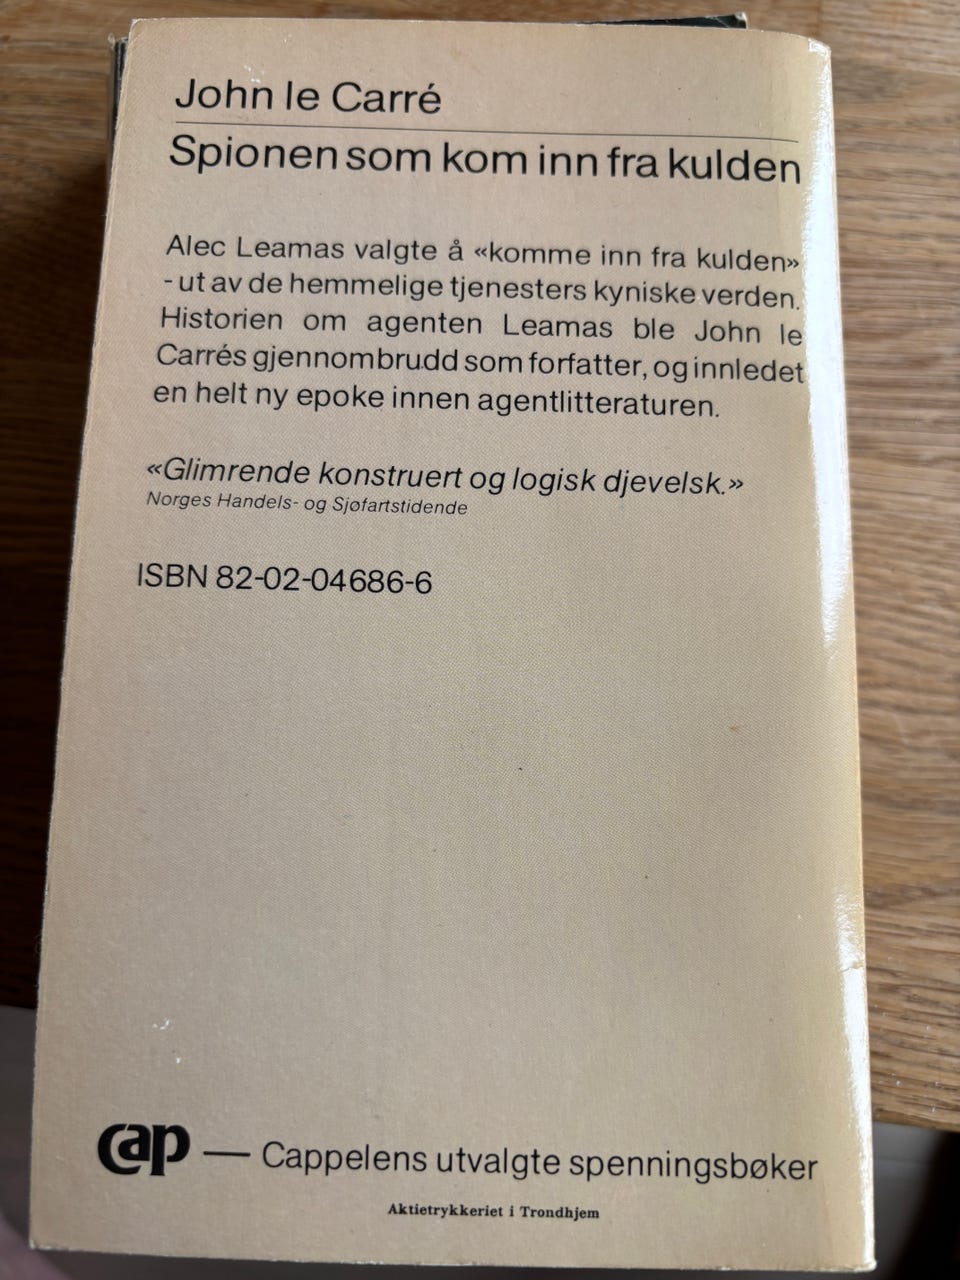 John le Carré
Spionen som kom inn fra kulden
Alec Leamas valgte å «komme inn fra kulden»
- ut av de hemmelige tjenesters kyniske verden.
Historien om agenten Leamas ble John le
Carrés gjennombrudd som forfatter, og innledet
en helt ny epoke innen agentlitteraturen.
«Glimrende konstruert og logisk djevelsk.»
Norges Handels- og Sjøfartstidende
ISBN 82-02-04686-6
cap — Cappelens utvalgte spenningsbøker
Aktietrykkeriet i Trondhjem